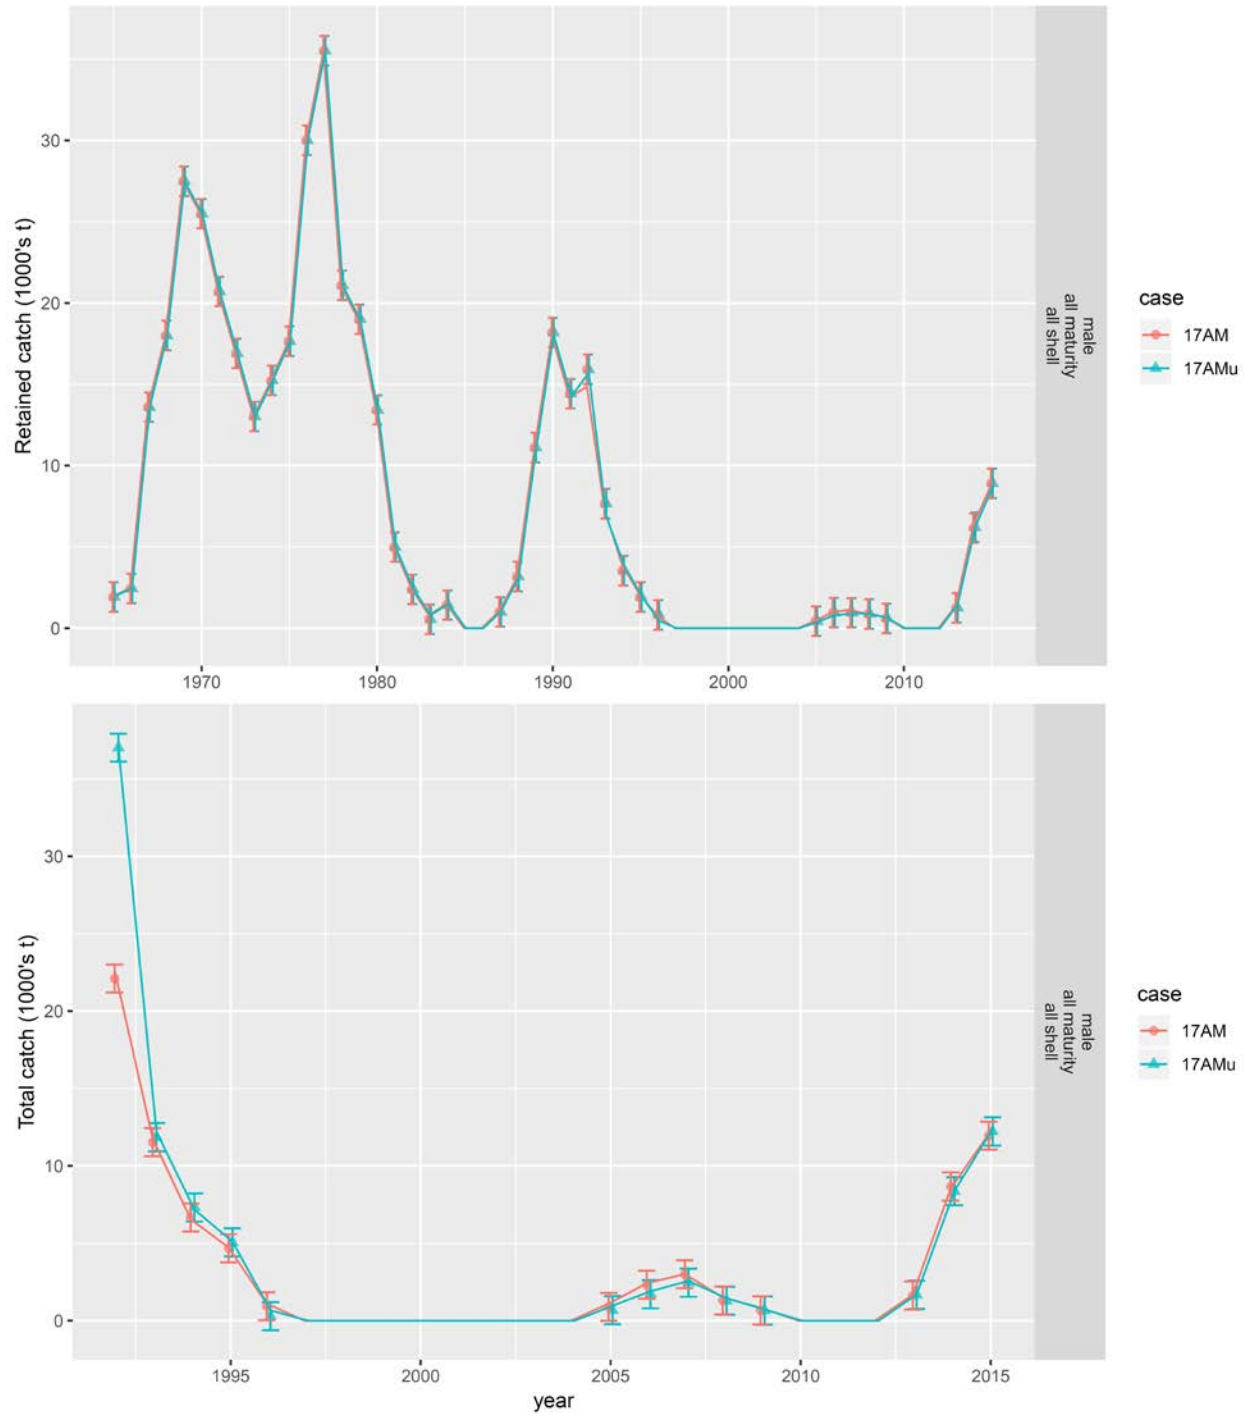 Retained catch (1000's t)
30
20
10
0
1970
1980
1990
2000
2010
male
all maturity
all shell
case
17AM
17AMu
Total catch (1000's t)
30
20
10
0
1995
2000
2005
2010
2015
year
male
all maturity
all shell
case
17AM
17AMu